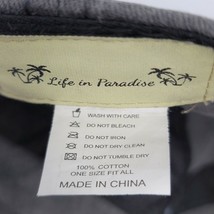 Life in Paradise
WASH WITH CARE
DO NOT BLEACH
DO NOT IRON
DO NOT DRY CLEAN
DO NOT TUMBLE DRY
100% COTTON
ONE SIZE FIT ALL
MADE IN CHINA